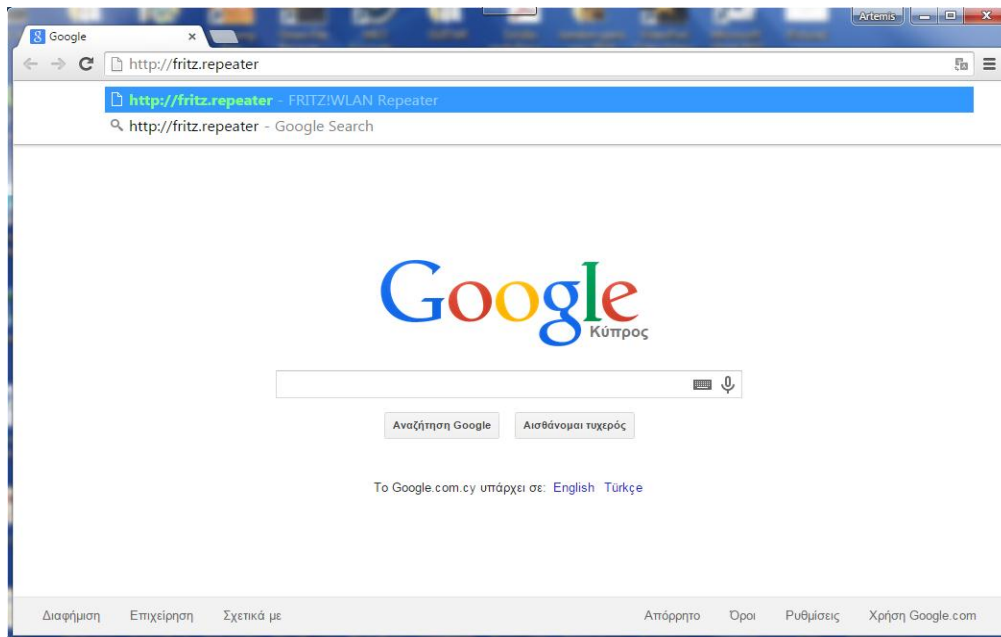 Artemis
Google
http://fritz.repeater
http://fritz.repeater - FRITZ!WLAN Repeater
http://fritz.repeater - Google Search
Google
Κύπρος
Αναζήτηση Google Αισθάνομαι τυχερός
Το Google.com.cy υπάρχει σε: English Türkçe
Διαφήμιση Επιχείρηση Σχετικά με Απόρρητο Όροι Ρυθμίσεις Χρήση Google.com